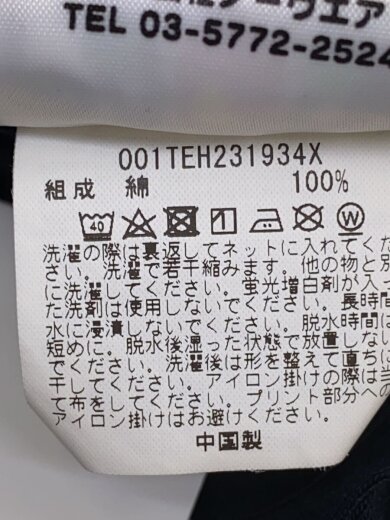 ウエア
TEL 03-5772-2524
001TEH231934X
組成 綿 100%
40
W
洗濯の際は裏返してネットに入れてくだ
さい。洗濯で若干縮みます。他の物と別
に洗濯してください。蛍光増白剤が入っ
た洗剤は使用しないでください。長時間
水に浸漬しないでください。脱水時間は
短めに。脱水後湿った状態で放置しない
でください。洗濯後は形を整えて直ちに
干してください。アイロン掛けの際は当
て布をしてください。プリント部分への
アイロン掛けはお避けください。
中国製